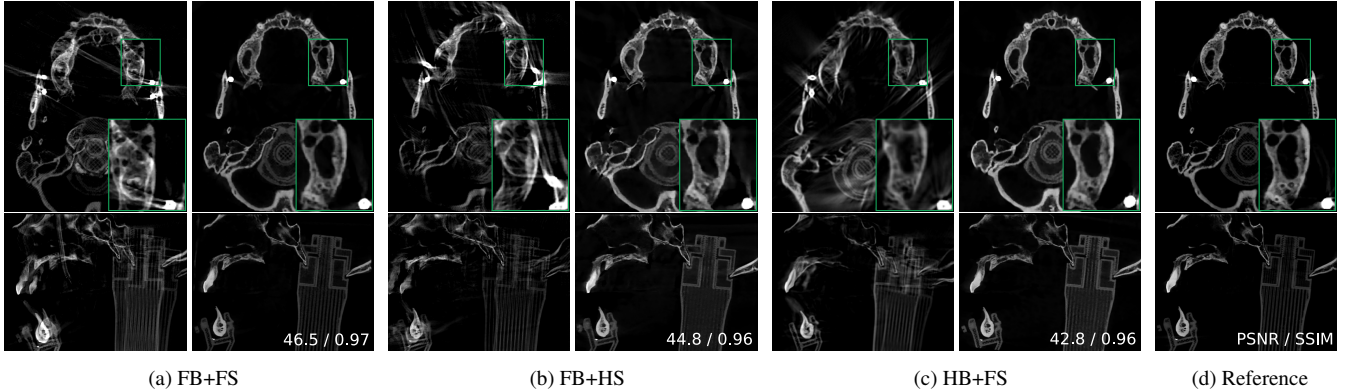 46.5 / 0.97
44.8 / 0.96
42.8 / 0.96
PSNR / SSIM
(a) FB+FS
(b) FB+HS
(c) HB+FS
(d) Reference